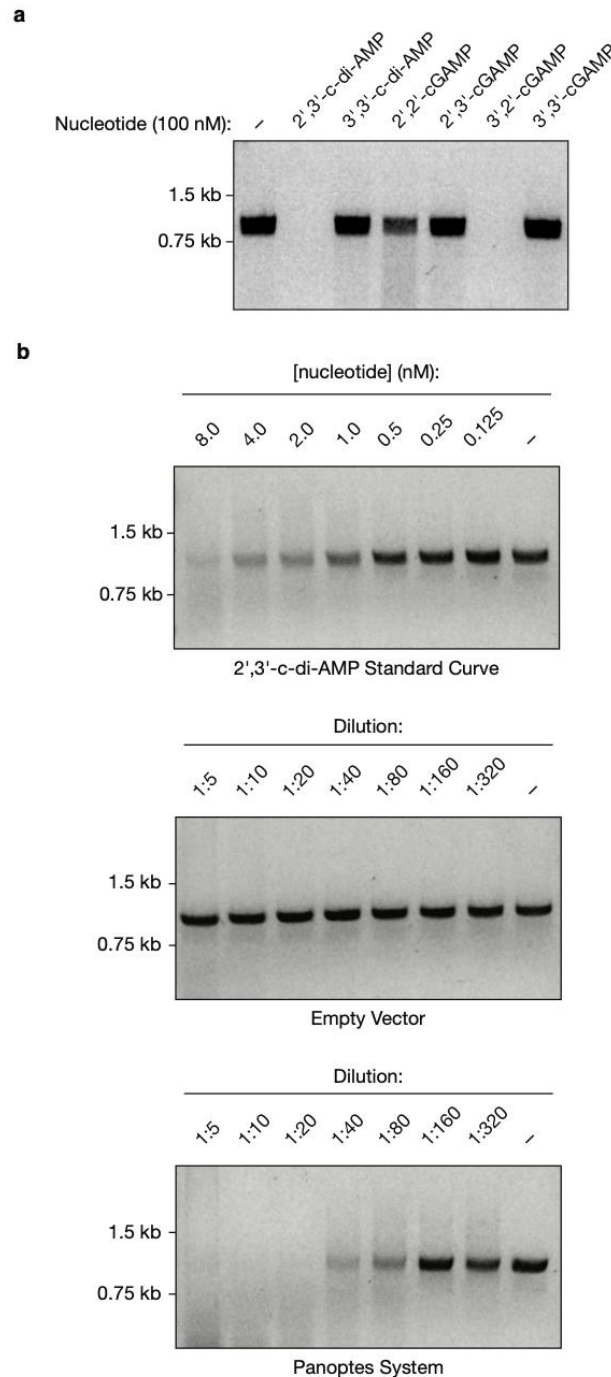 a
Nucleotide (100 nM):
–
2',3'-c-di-AMP
3',3'-c-di-AMP
2',2'-cGAMP
2',3'-cGAMP
3',2'-cGAMP
3',3'-cGAMP
1.5 kb
0.75 kb
b
[nucleotide] (nM):
8.0
4.0
2.0
1.0
0.5
0.25
0.125
–
1.5 kb
0.75 kb
2',3'-c-di-AMP Standard Curve
Dilution:
1:5
1:10
1:20
1:40
1:80
1:160
1:320
–
1.5 kb
0.75 kb
Empty Vector
Dilution:
1:5
1:10
1:20
1:40
1:80
1:160
1:320
–
1.5 kb
0.75 kb
Panoptes System